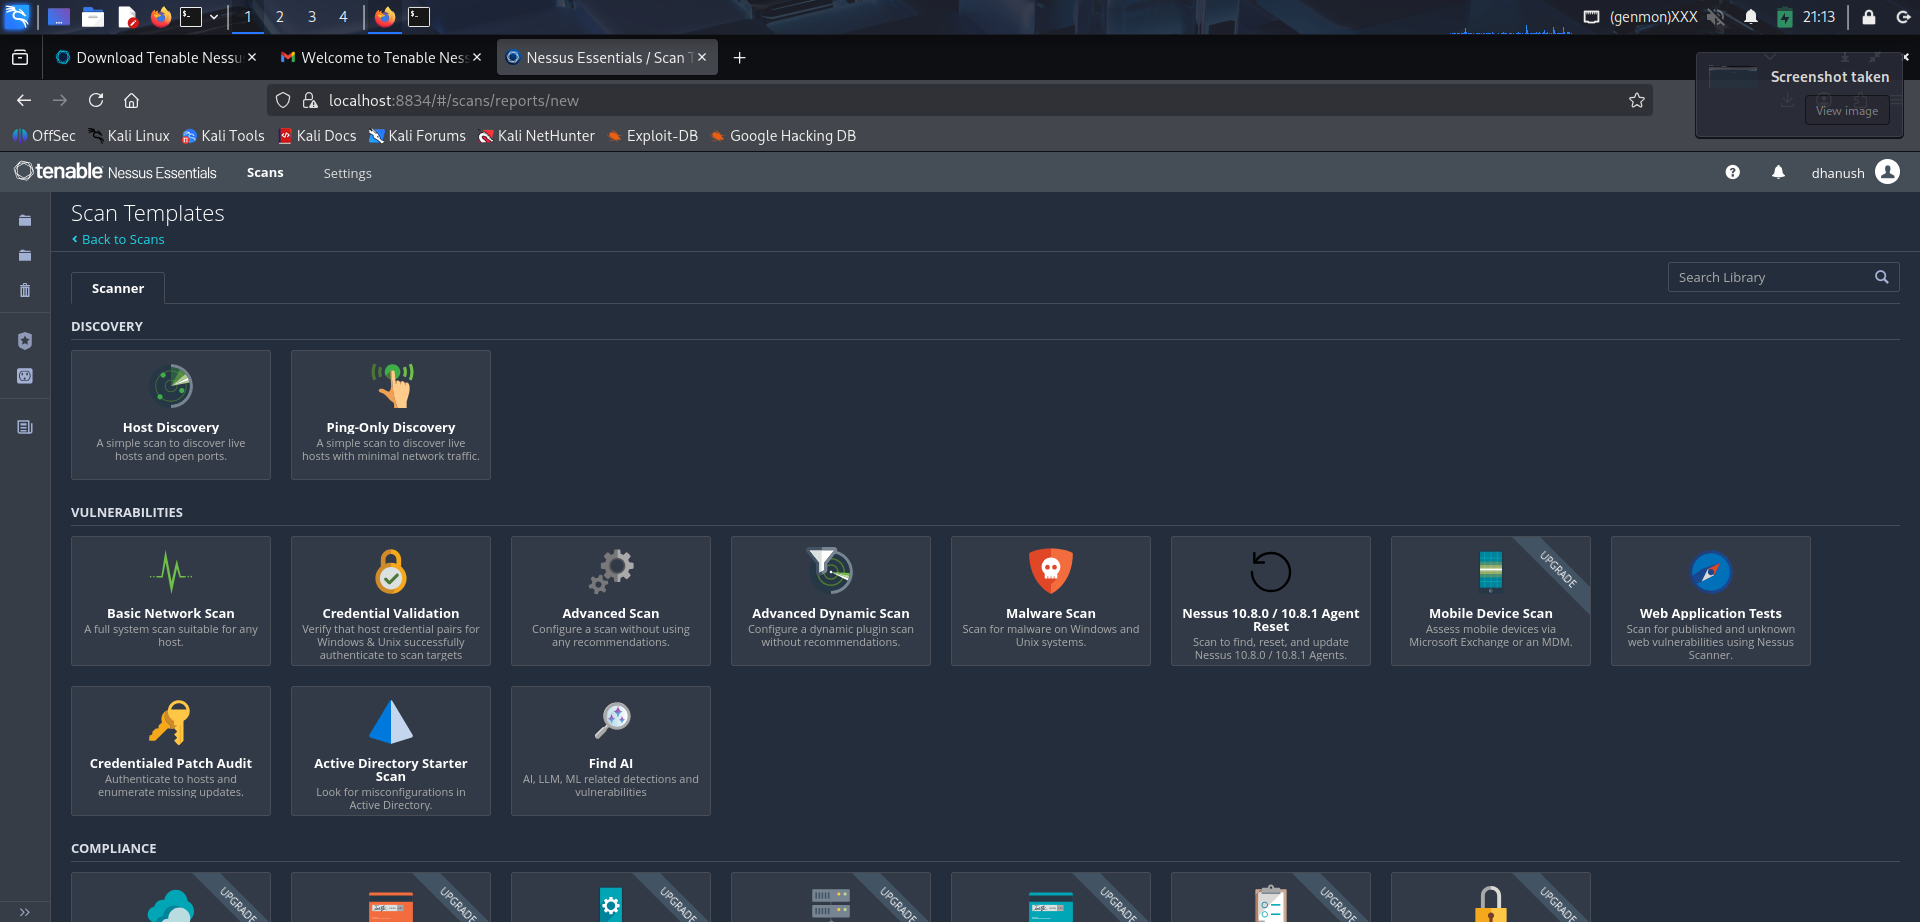 1 2 3 4 (genmon)XXX 21:13
Download Tenable Nessu Welcome to Tenable Nes Nessus Essentials / Scan T
Screenshot taken
View image
localhost:8834/#/scans/reports/new
OffSec Kali Linux Kali Tools Kali Docs Kali Forums Kali NetHunter Exploit-DB Google Hacking DB
tenable Nessus Essentials Scans Settings dhanush
Scan Templates
Back to Scans
Scanner
Search Library
DISCOVERY
Host Discovery
A simple scan to discover live
hosts and open ports.
Ping-Only Discovery
A simple scan to discover live
hosts with minimal network traffic.
VULNERABILITIES
Basic Network Scan
A full system scan suitable for any
host.
Credential Validation
Verify that host credential pairs for
Windows & Unix successfully
authenticate to scan targets
Advanced Scan
Configure a scan without using
any recommendations.
Advanced Dynamic Scan
Configure a dynamic plugin scan
without recommendations.
Malware Scan
Scan for malware on Windows and
Unix systems.
Nessus 10.8.0 / 10.8.1 Agent
Reset
Scan to find, reset, and update
Nessus 10.8.0 / 10.8.1 Agents.
UPGRADE
Mobile Device Scan
Assess mobile devices via
Microsoft Exchange or an MDM.
Web Application Tests
Scan for published and unknown
web vulnerabilities using Nessus
Scanner.
Credentialed Patch Audit
Authenticate to hosts and
enumerate missing updates.
Active Directory Starter
Scan
Look for misconfigurations in
Active Directory.
Find AI
AI, LLM, ML related detections and
vulnerabilities
COMPLIANCE
UPGRADE
UPGRADE
UPGRADE
UPGRADE
UPGRADE
UPGRADE
UPGRADE